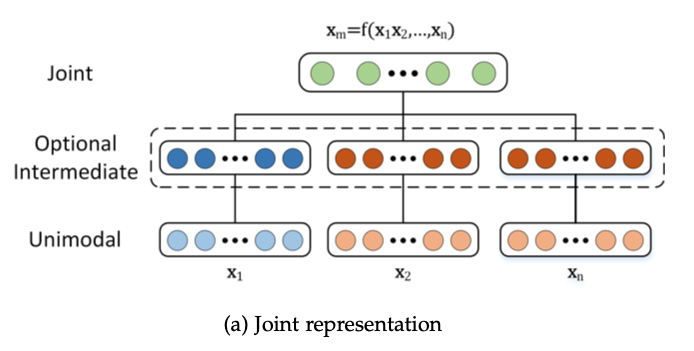 xₘ=f(x₁x₂,...,xₙ)
Joint
Optional
Intermediate
Unimodal
x₁
x₂
xₙ
(a) Joint representation